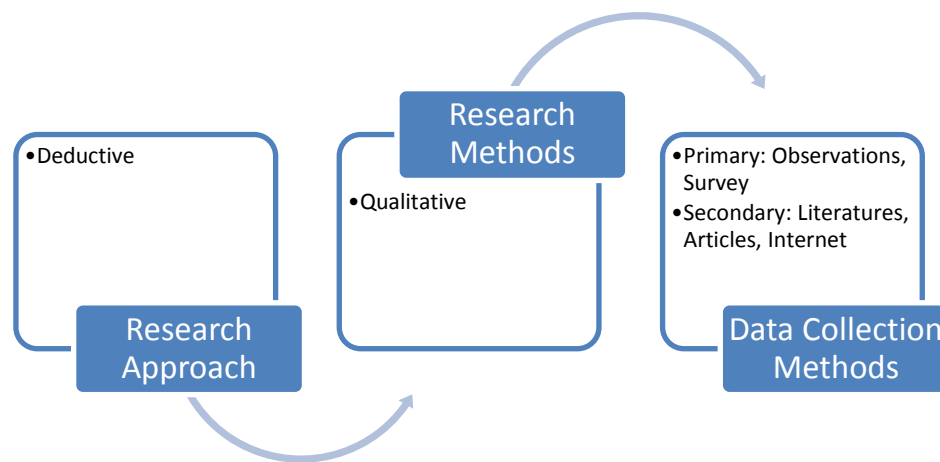 •Deductive
Research
Approach
Research
Methods
•Qualitative
•Primary: Observations,
Survey
•Secondary: Literatures,
Articles, Internet
Data Collection
Methods